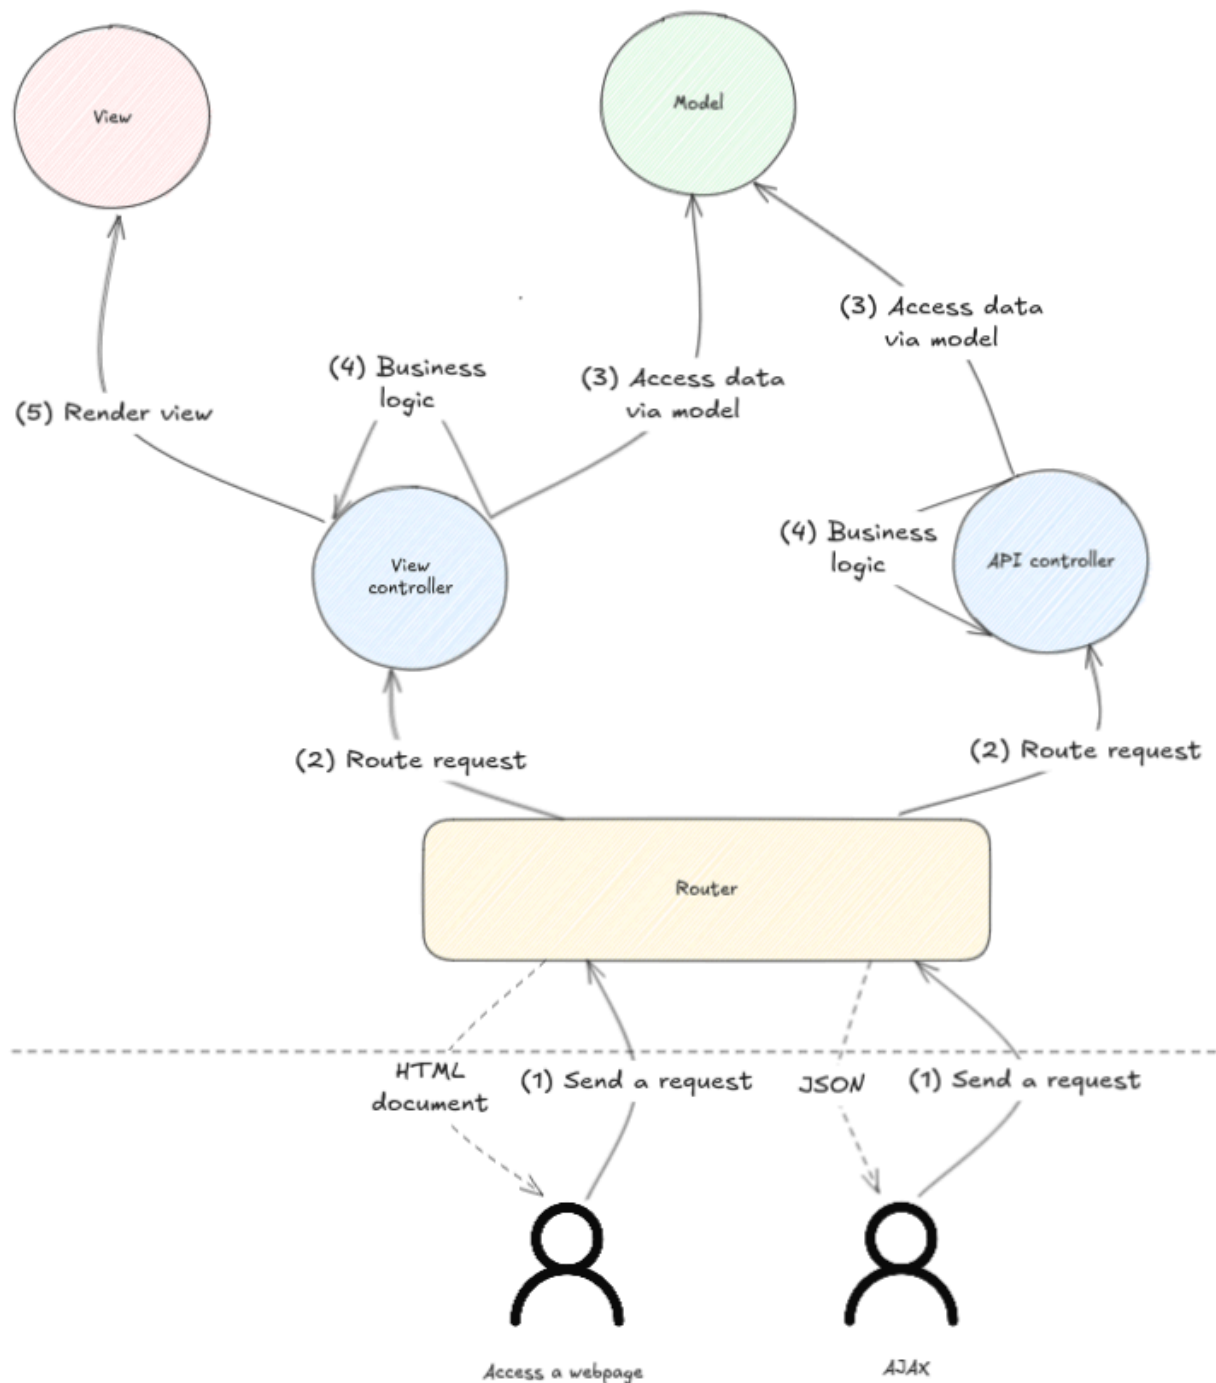 View
Model
(3) Access data
via model
(4) Business
logic
(3) Access data
via model
(5) Render view
(4) Business
logic
View
controller
API controller
(2) Route request
(2) Route request
Router
HTML
document
(1) Send a request
JSON
(1) Send a request
Access a webpage
AJAX